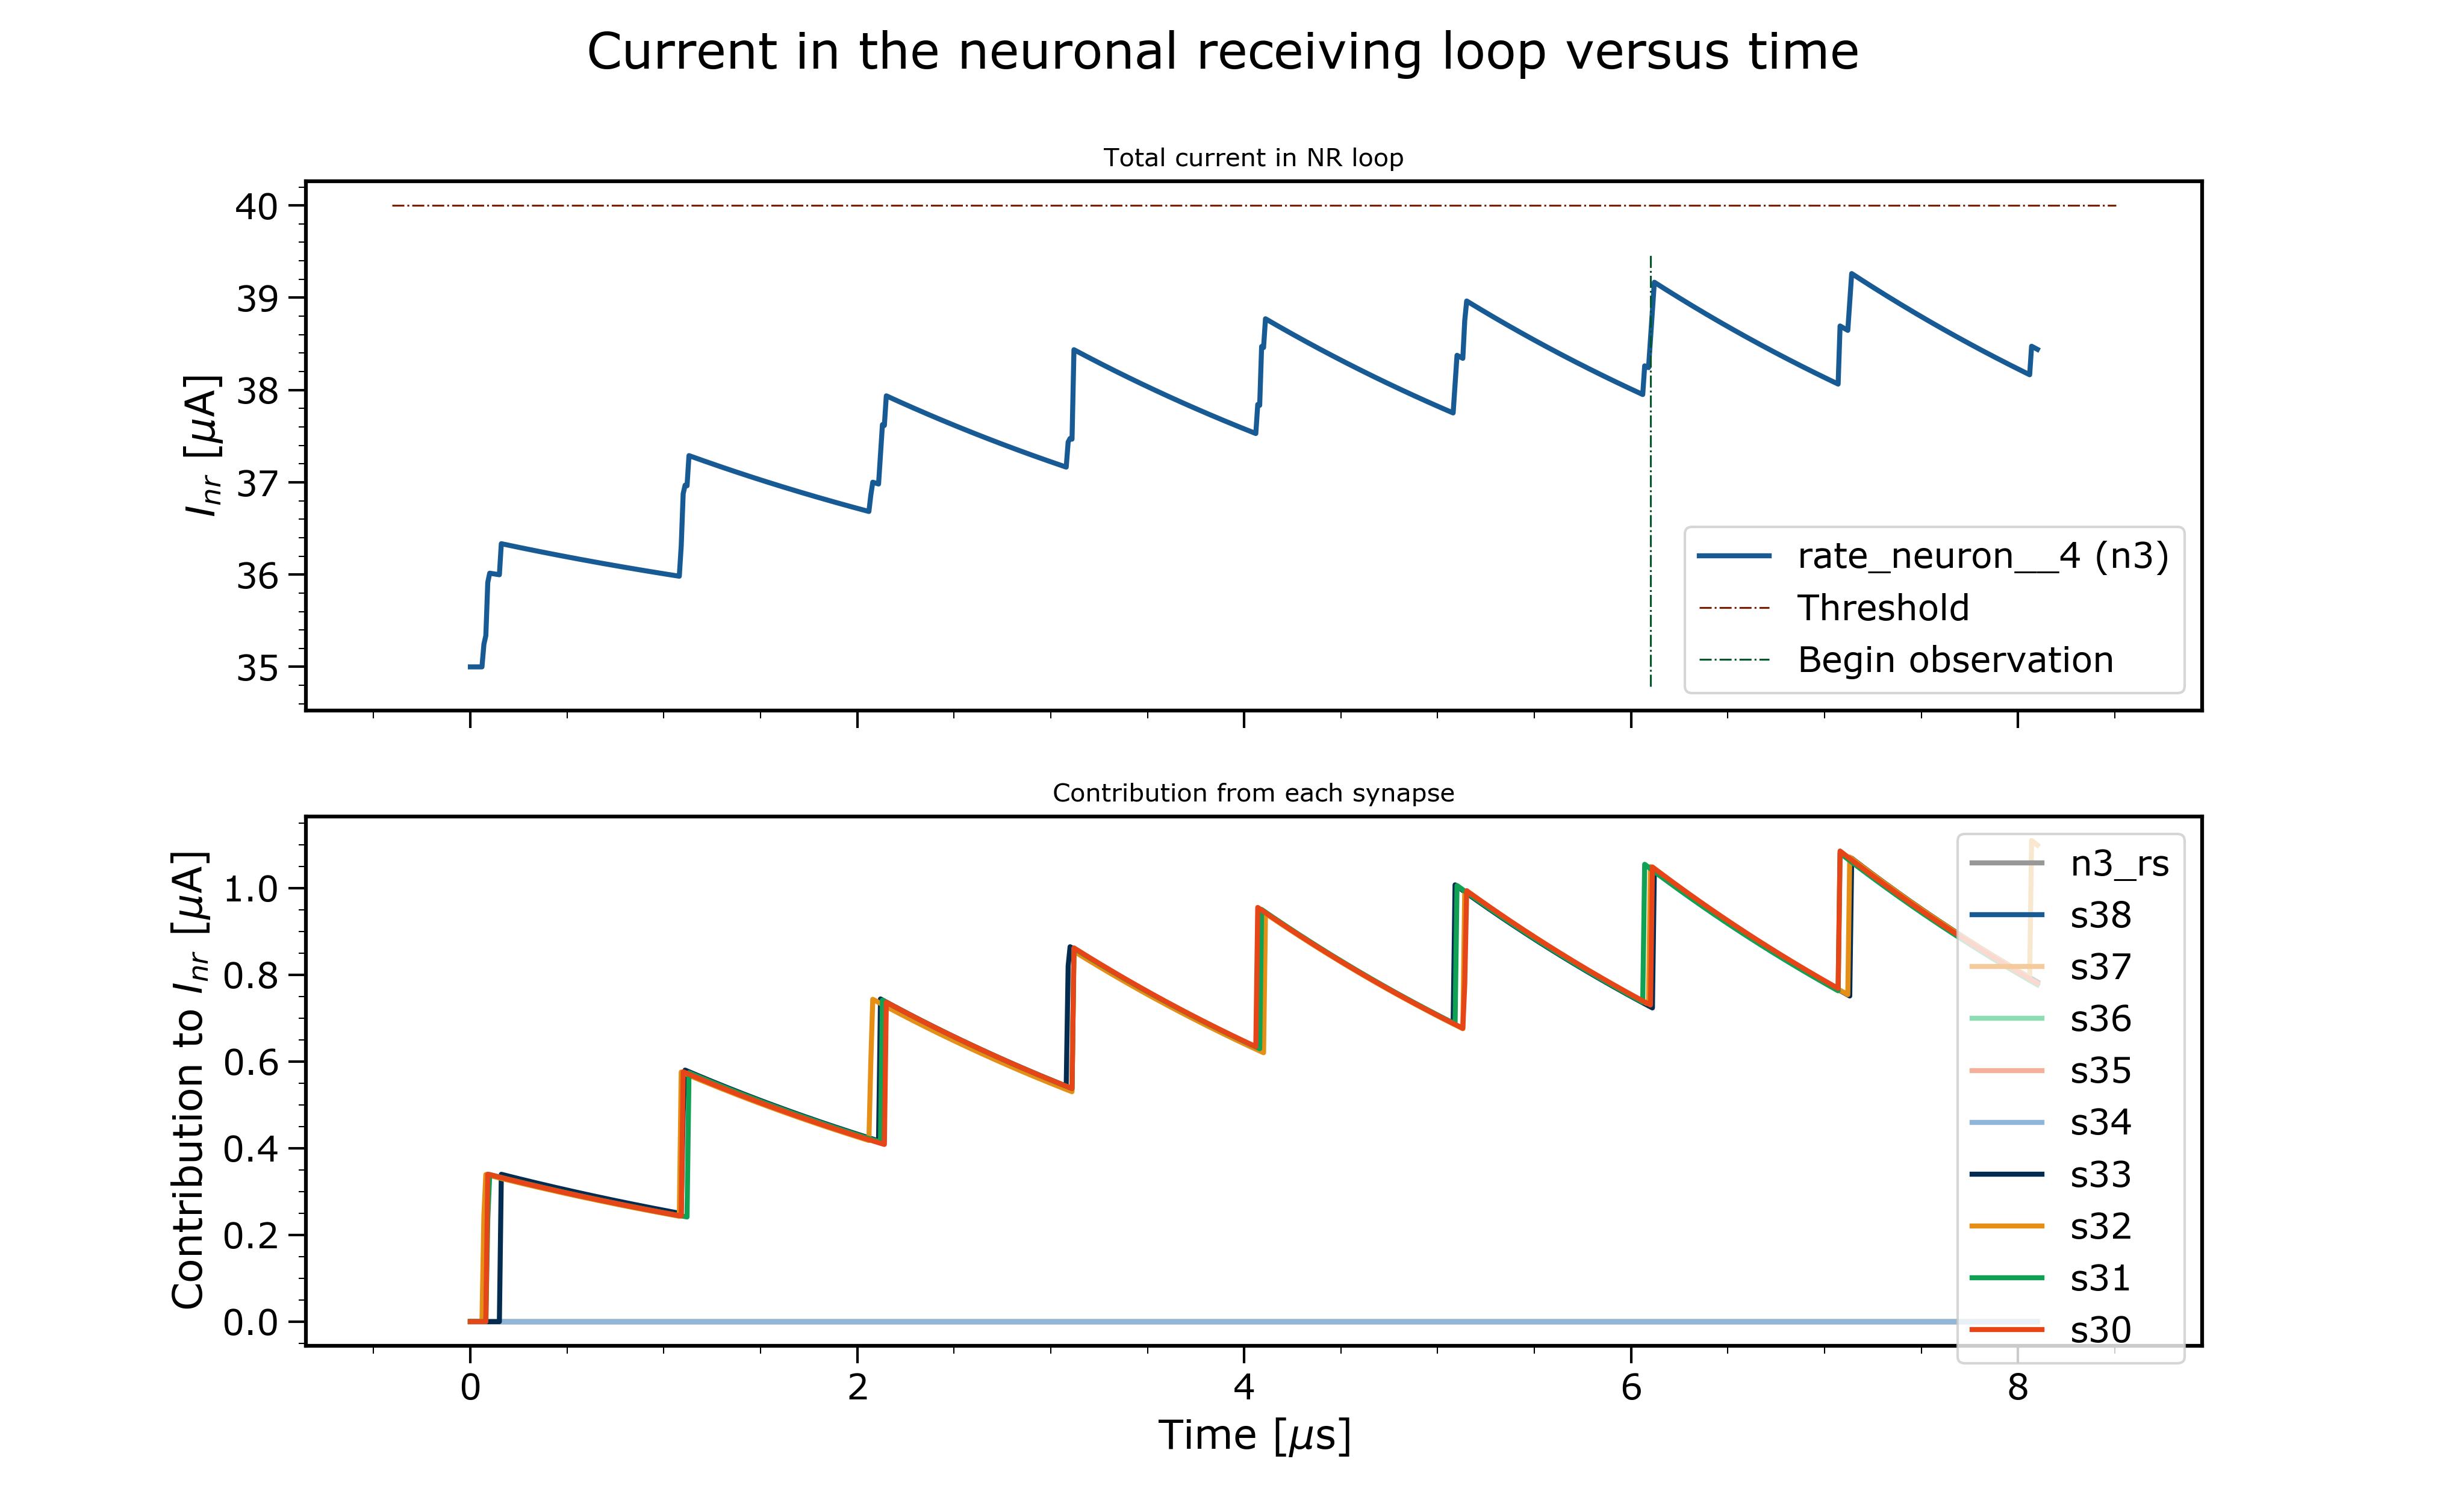 Current in the neuronal receiving loop versus time
Total current in NR loop
40
39
38
37
36
35
I_nr [μA]
rate_neuron__4 (n3)
Threshold
Begin observation
Contribution from each synapse
1.0
0.8
0.6
0.4
0.2
0.0
Contribution to I_nr [μA]
n3_rs
s38
s37
s36
s35
s34
s33
s32
s31
s30
0 2 4 6 8
Time [μs]